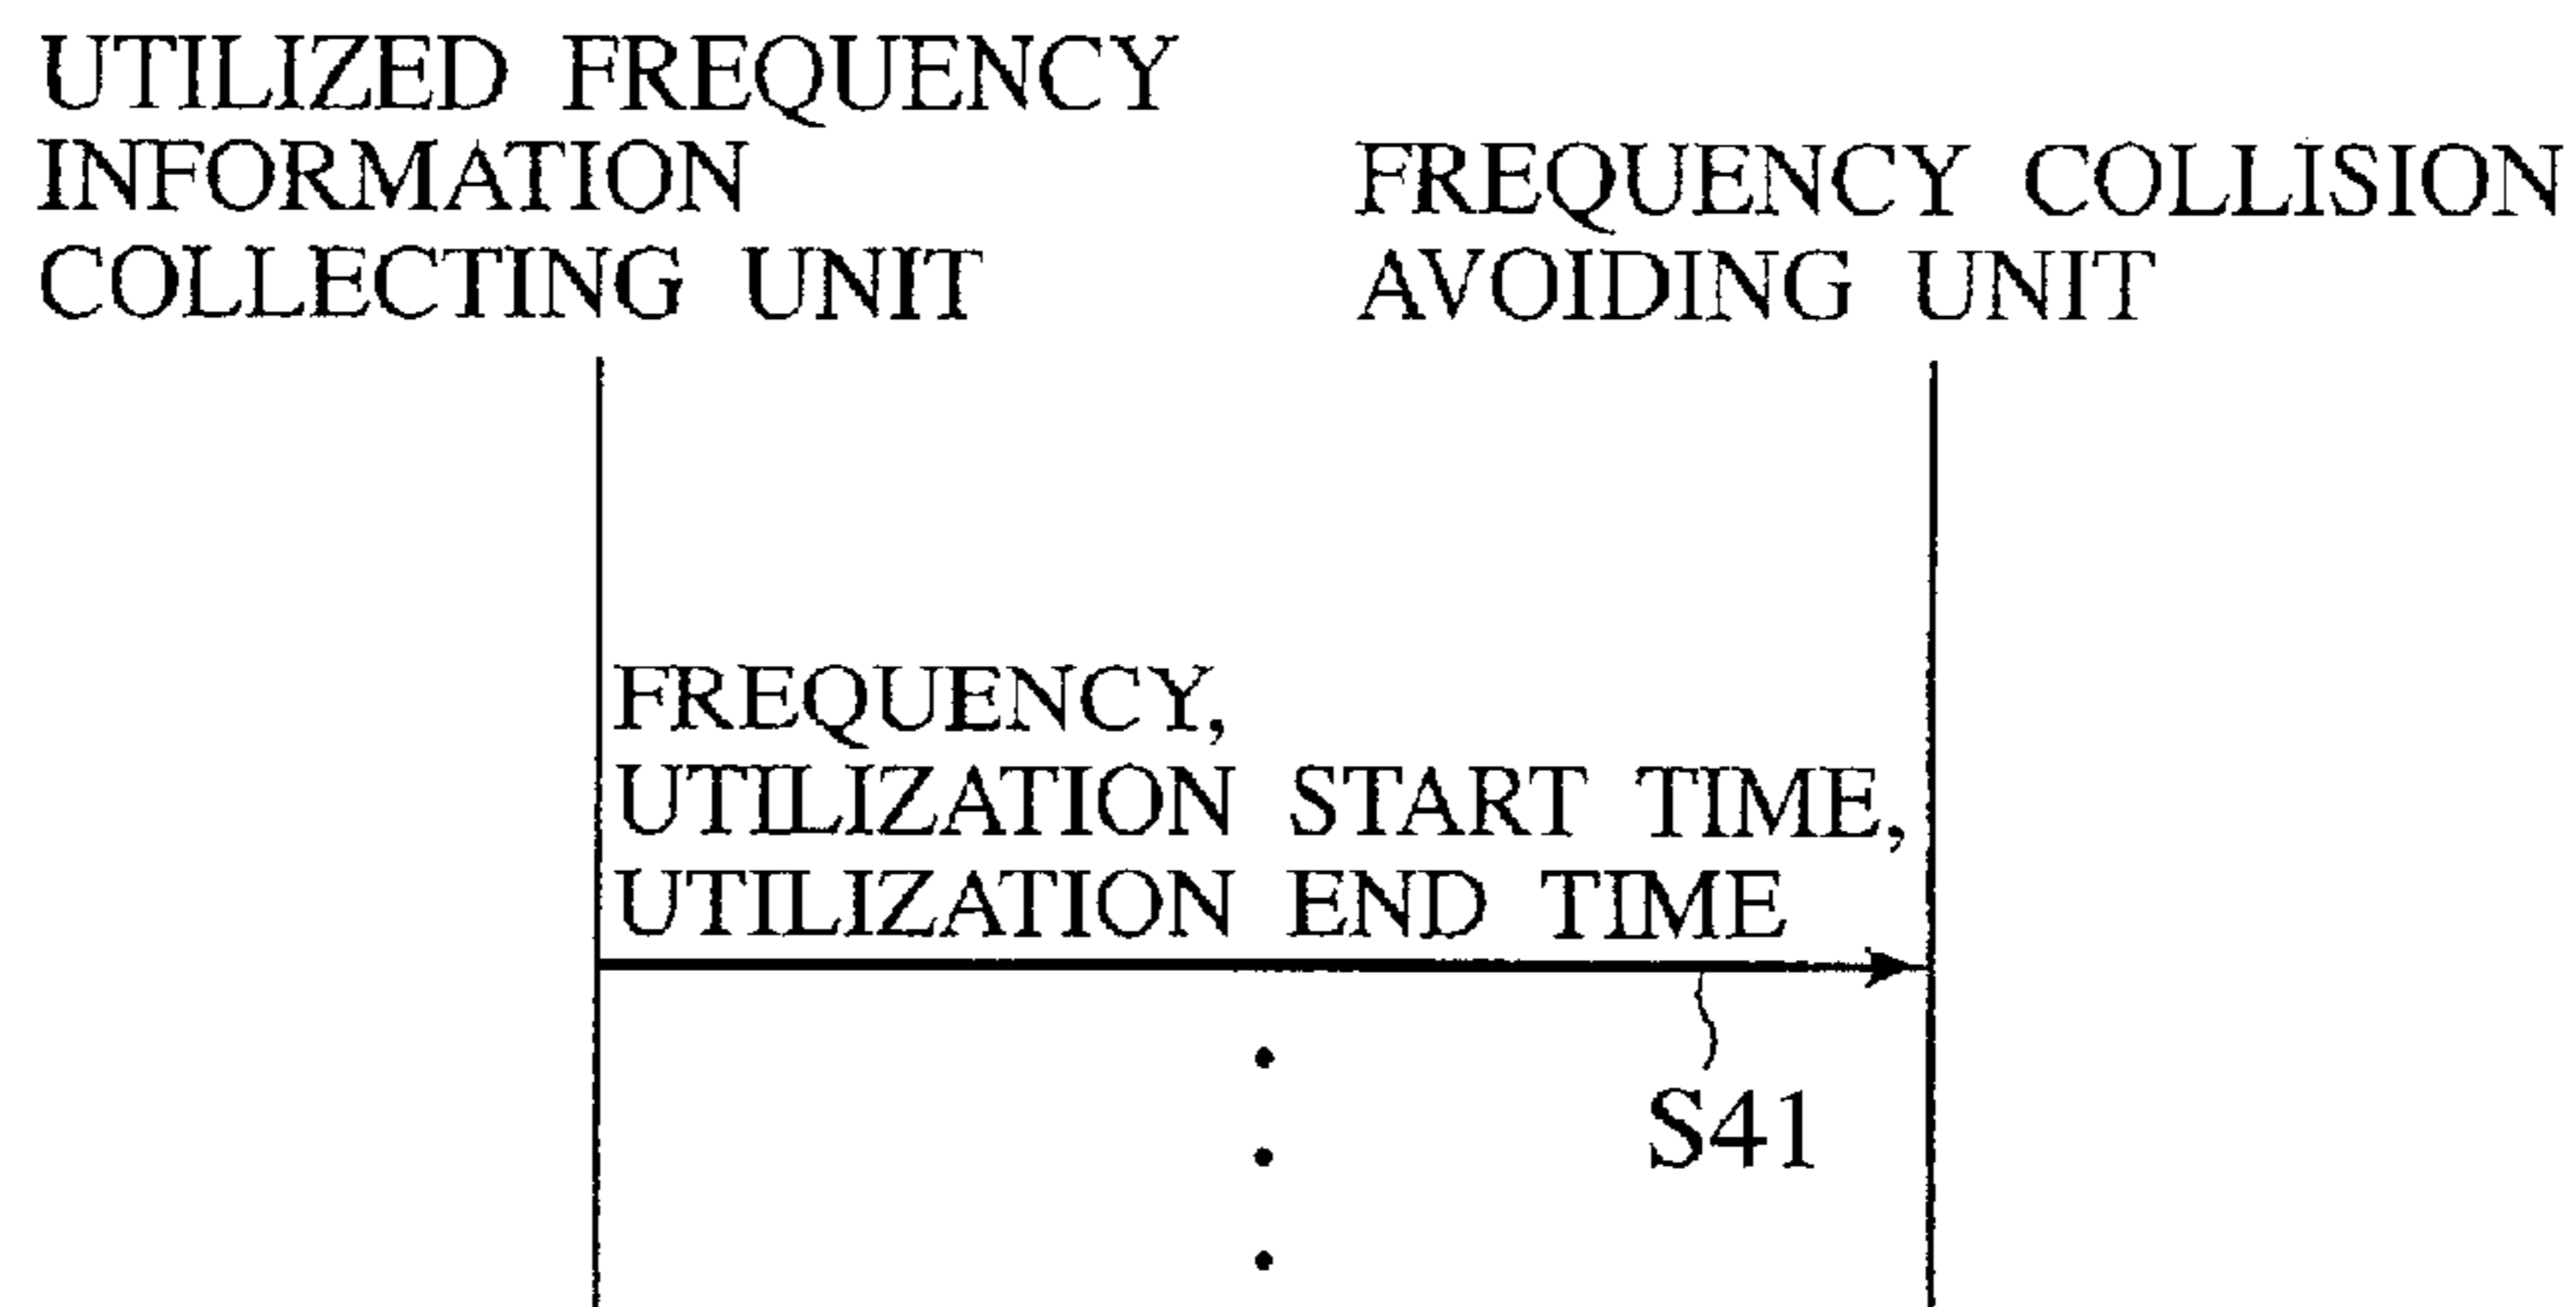 UTILIZED FREQUENCY
INFORMATION
COLLECTING UNIT
FREQUENCY COLLISION
AVOIDING UNIT
FREQUENCY,
UTILIZATION START TIME,
UTILIZATION END TIME
S41